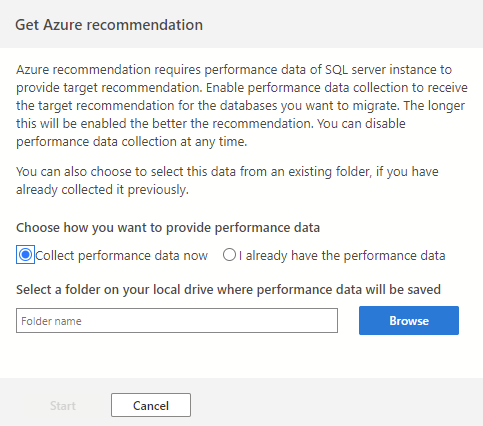 Get Azure recommendation
Azure recommendation requires performance data of SQL server instance to
provide target recommendation. Enable performance data collection to receive
the target recommendation for the databases you want to migrate. The longer
this will be enabled the better the recommendation. You can disable
performance data collection at any time.
You can also choose to select this data from an existing folder, if you have
already collected it previously.
Choose how you want to provide performance data
Collect performance data now I already have the performance data
Select a folder on your local drive where performance data will be saved
Folder name Browse
Start Cancel